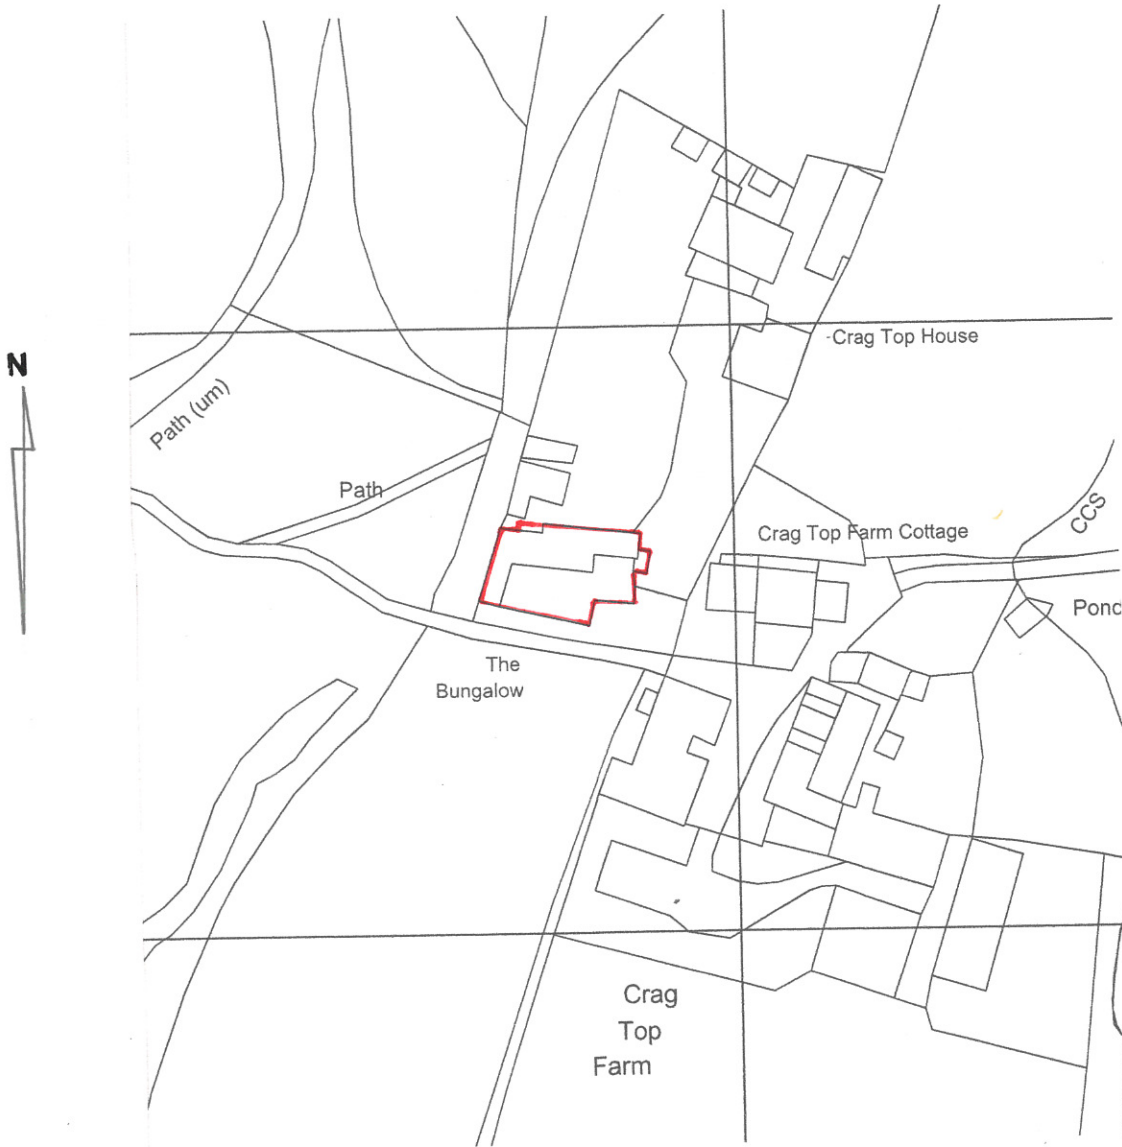 N
-Crag Top House
Path (um)
Path
CCS
Crag Top Farm Cottage
Pond
The
Bungalow
Crag
Top
Farm